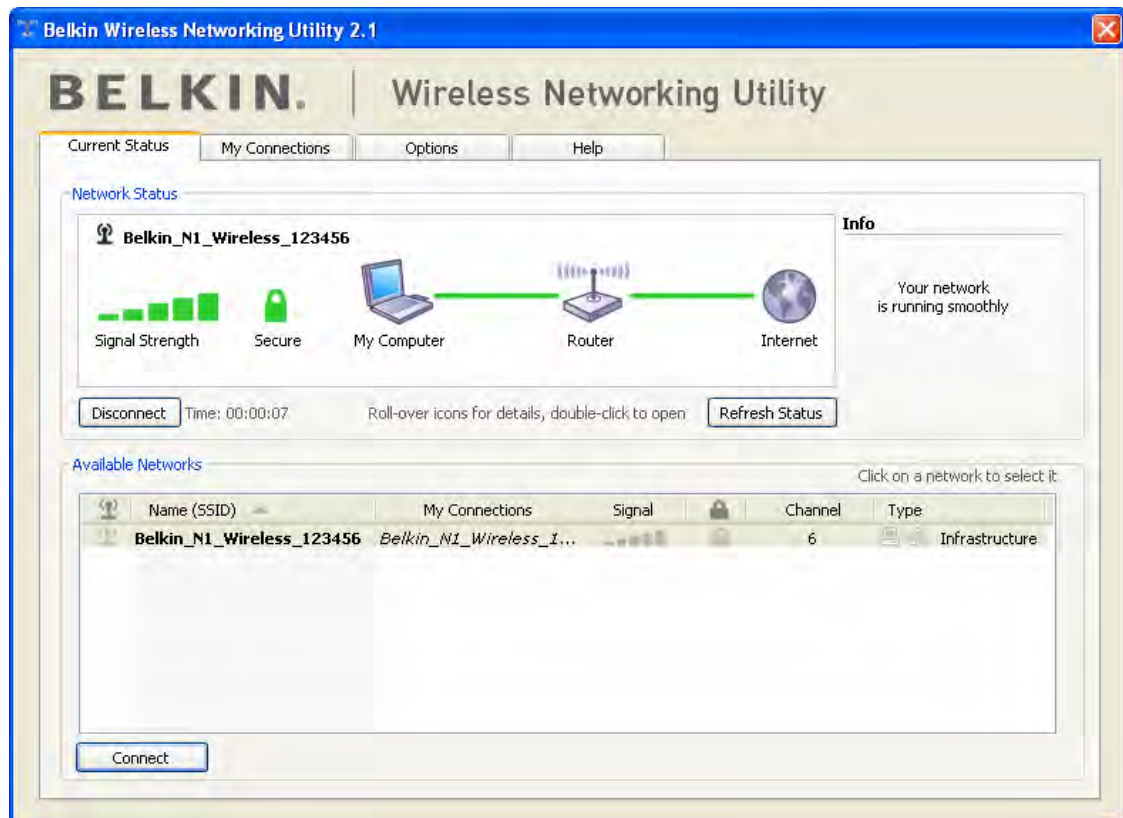 Belkin Wireless Networking Utility 2.1
BELKIN. Wireless Networking Utility
Current Status My Connections Options Help
Network Status
Belkin_N1_Wireless_123456
Info
Your network
is running smoothly
Signal Strength Secure My Computer Router Internet
Disconnect Time: 00:00:07 Roll-over icons for details, double-click to open Refresh Status
Available Networks
Click on a network to select it
Name (SSID) My Connections Signal Channel Type
Belkin_N1_Wireless_123456 Belkin_N1_Wireless_1... 6 Infrastructure
Connect